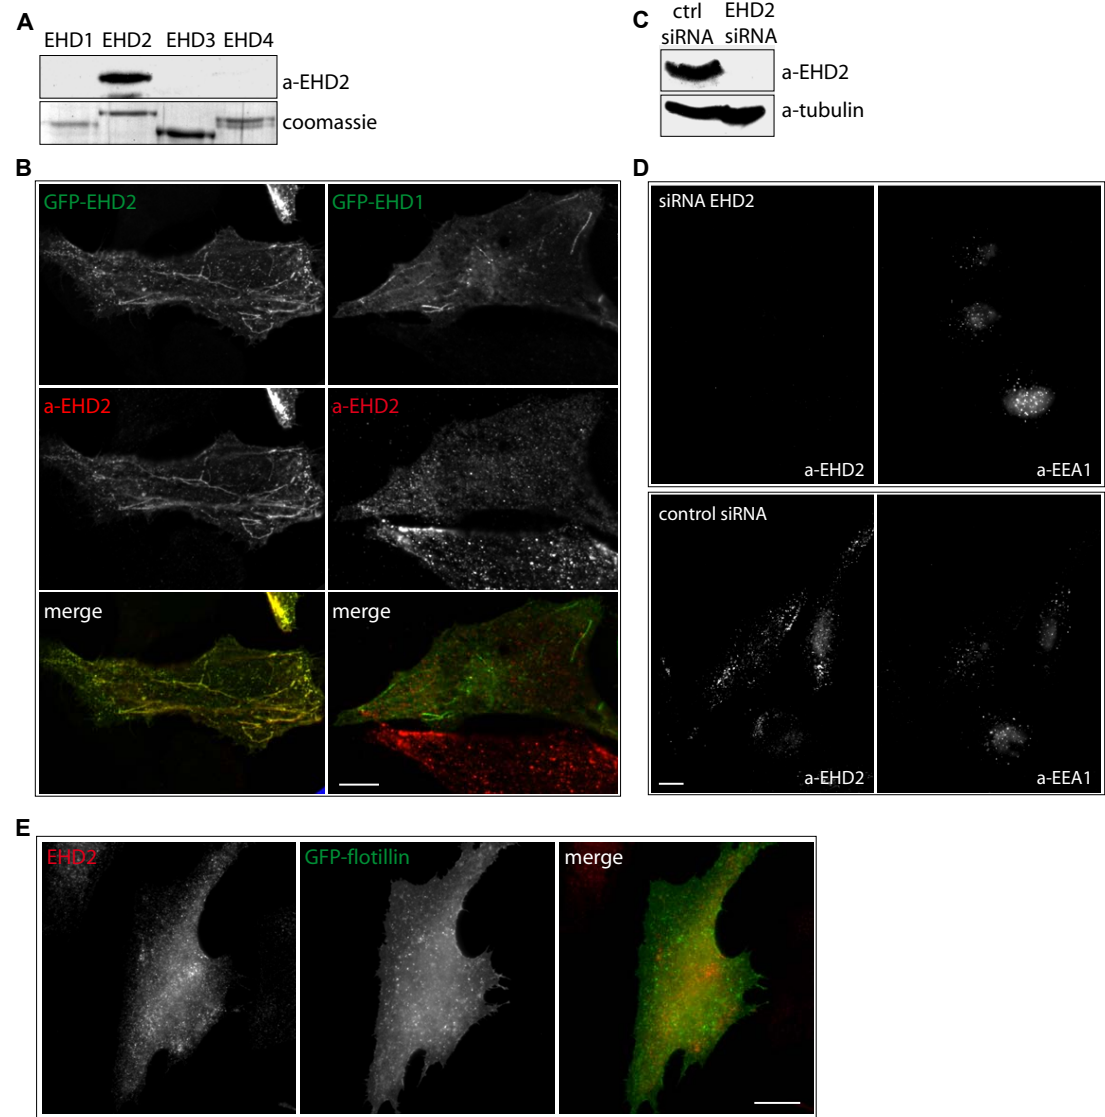 A
EHD1 EHD2 EHD3 EHD4
a-EHD2
coomassie
C
ctrl siRNA
EHD2 siRNA
a-EHD2
a-tubulin
B
GFP-EHD2
GFP-EHD1
a-EHD2
a-EHD2
merge
merge
D
siRNA EHD2
a-EHD2
a-EEA1
control siRNA
a-EHD2
a-EEA1
E
EHD2
GFP-flotillin
merge